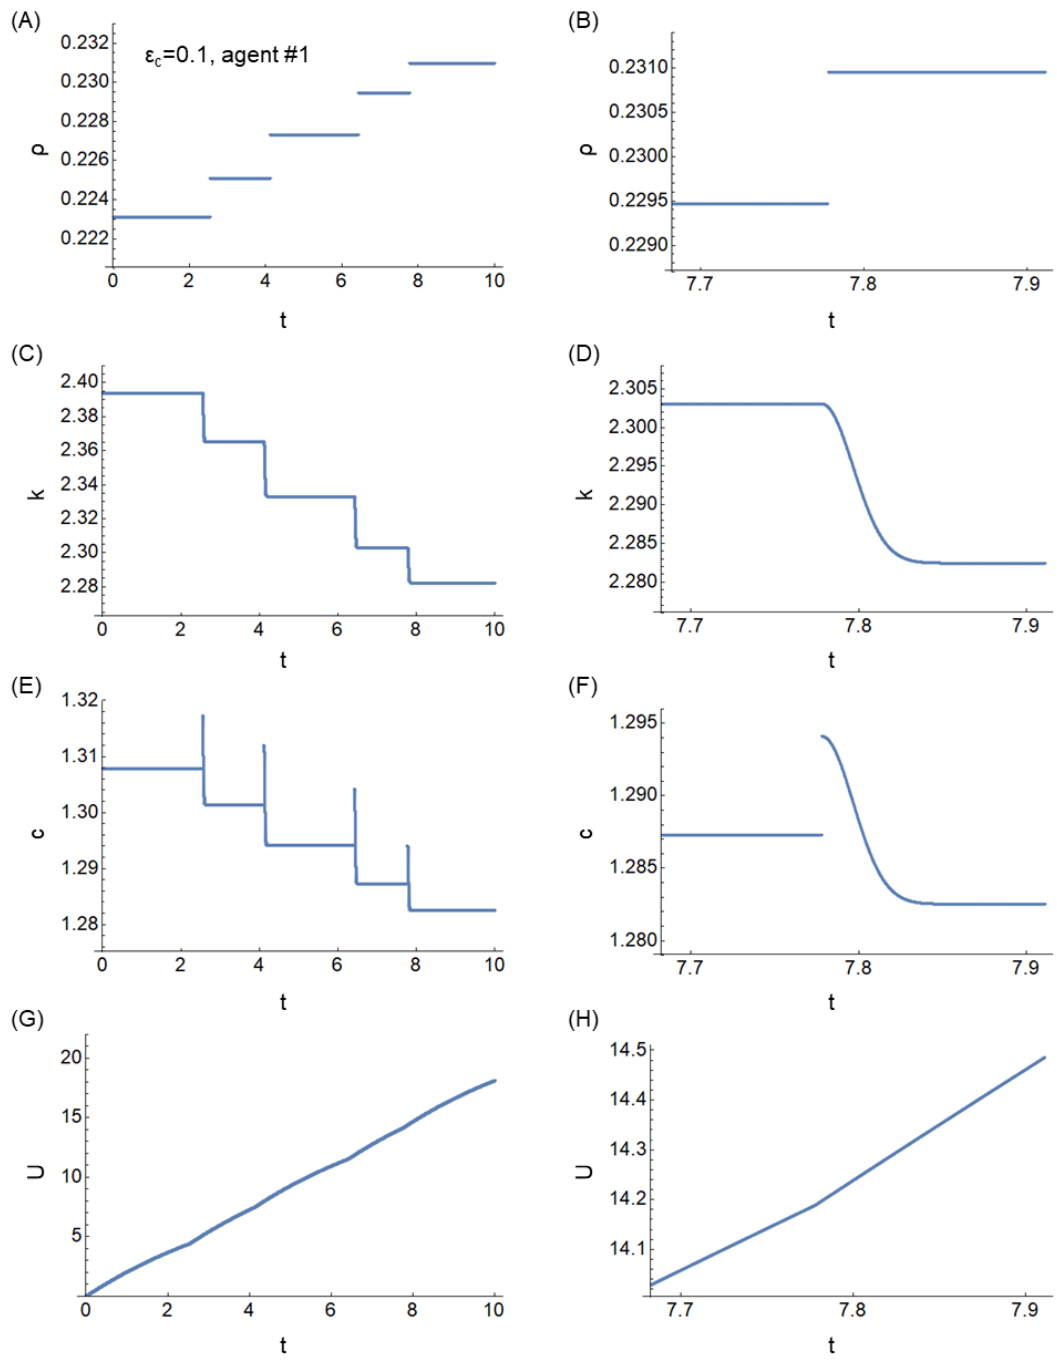 (A)
0.232
0.230
0.228
0.226
0.224
0.222
ρ
εc=0.1, agent #1
0 2 4 6 8 10
t
(B)
0.2310
0.2305
0.2300
0.2295
0.2290
ρ
7.7 7.8 7.9
t
(C)
2.40
2.38
2.36
2.34
2.32
2.30
2.28
k
0 2 4 6 8 10
t
(D)
2.305
2.300
2.295
2.290
2.285
2.280
k
7.7 7.8 7.9
t
(E)
1.32
1.31
1.30
1.29
1.28
c
0 2 4 6 8 10
t
(F)
1.295
1.290
1.285
1.280
c
7.7 7.8 7.9
t
(G)
20
15
10
5
U
0 2 4 6 8 10
t
(H)
14.5
14.4
14.3
14.2
14.1
U
7.7 7.8 7.9
t